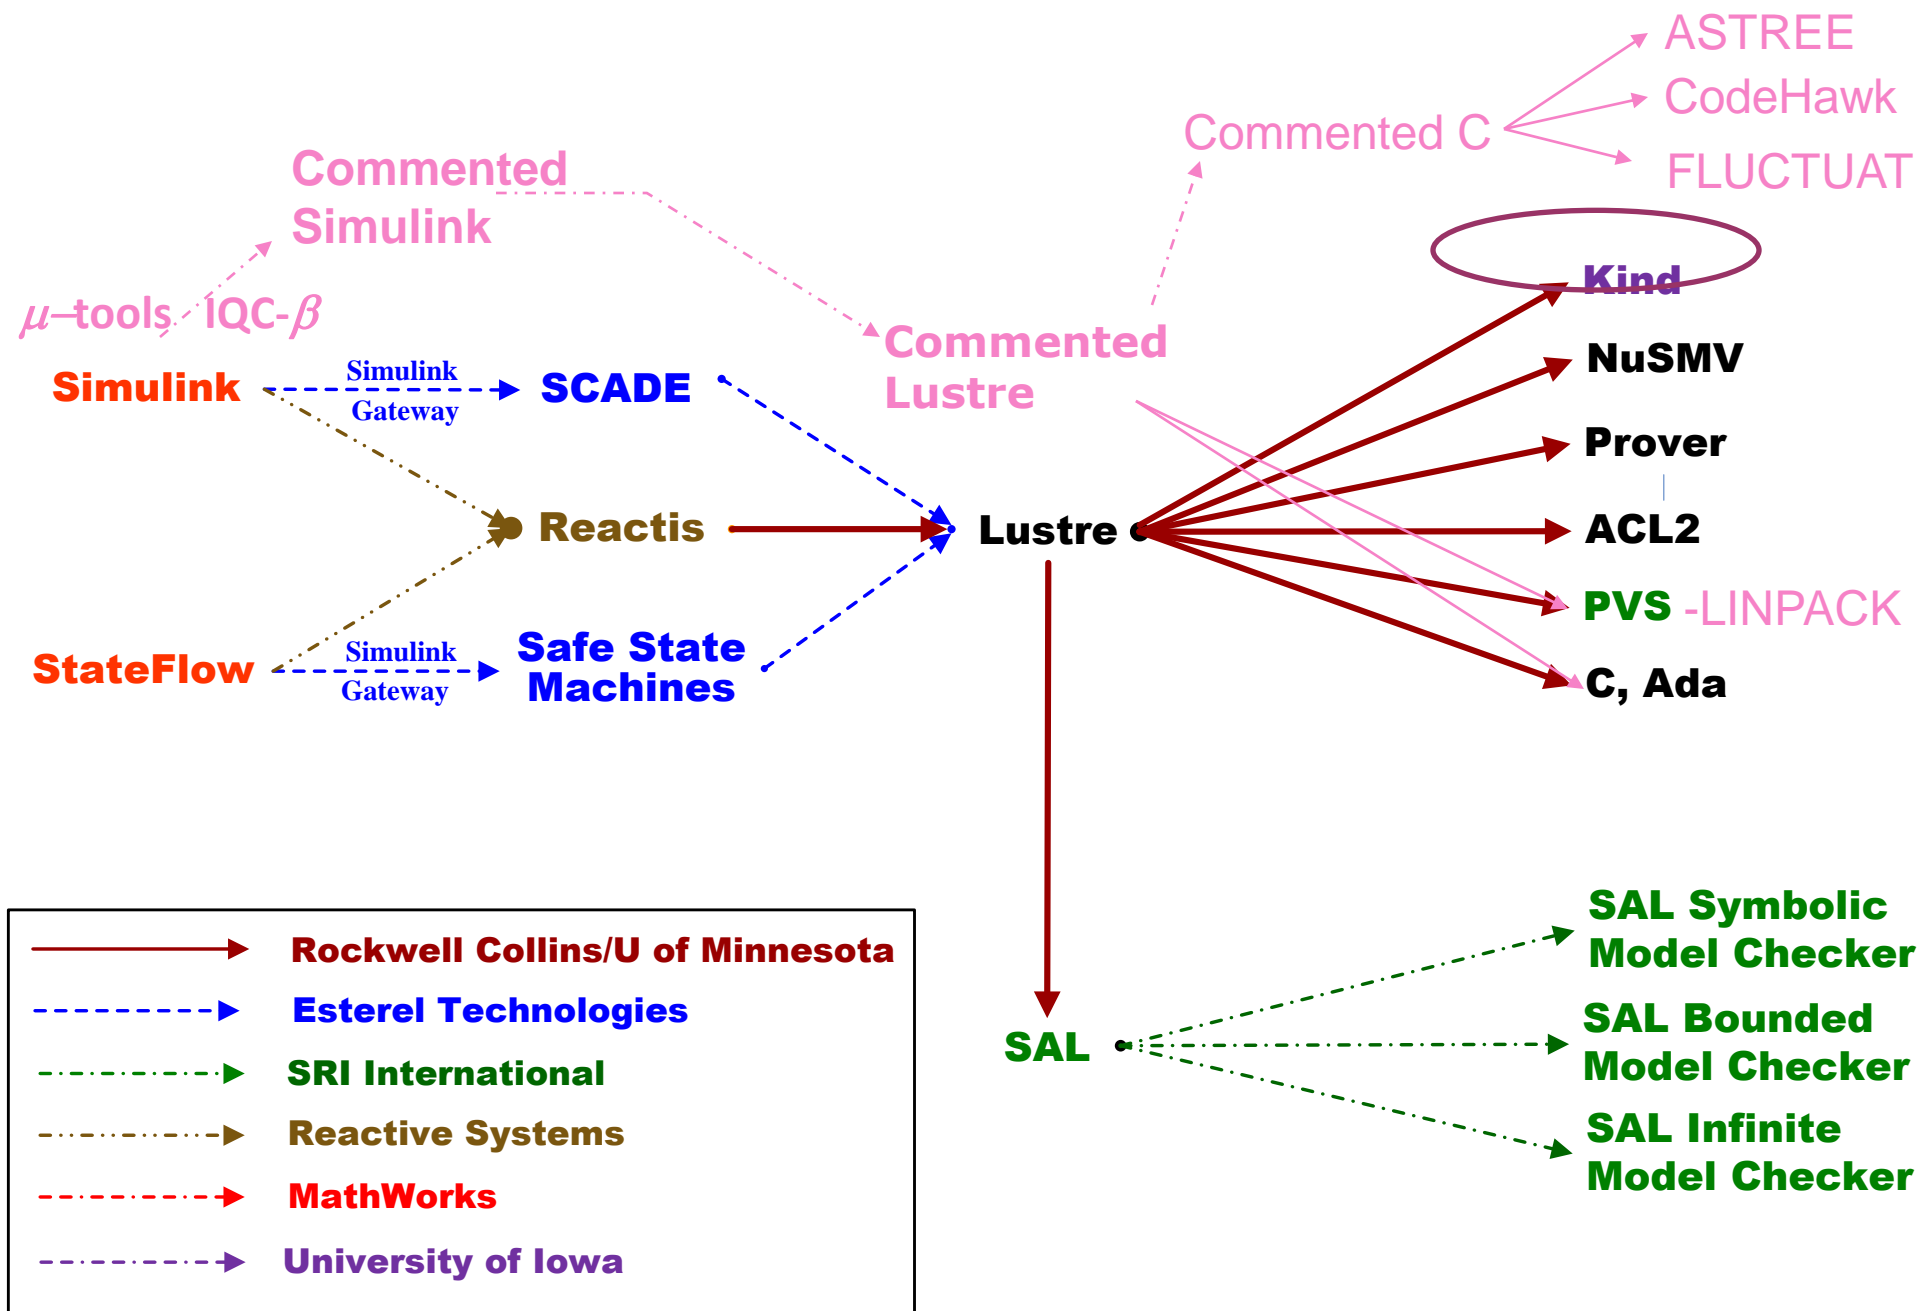 ASTREE
CodeHawk
Commented C
FLUCTUAT
Commented
Simulink
μ–tools IQC-β
Kind
Commented
Lustre
NuSMV
Simulink
Simulink
Gateway
SCADE
Prover
Reactis
Lustre
ACL2
PVS -LINPACK
StateFlow
Simulink
Gateway
Safe State
Machines
C, Ada
SAL
SAL Symbolic
Model Checker
SAL Bounded
Model Checker
SAL Infinite
Model Checker
Rockwell Collins/U of Minnesota
Esterel Technologies
SRI International
Reactive Systems
MathWorks
University of Iowa